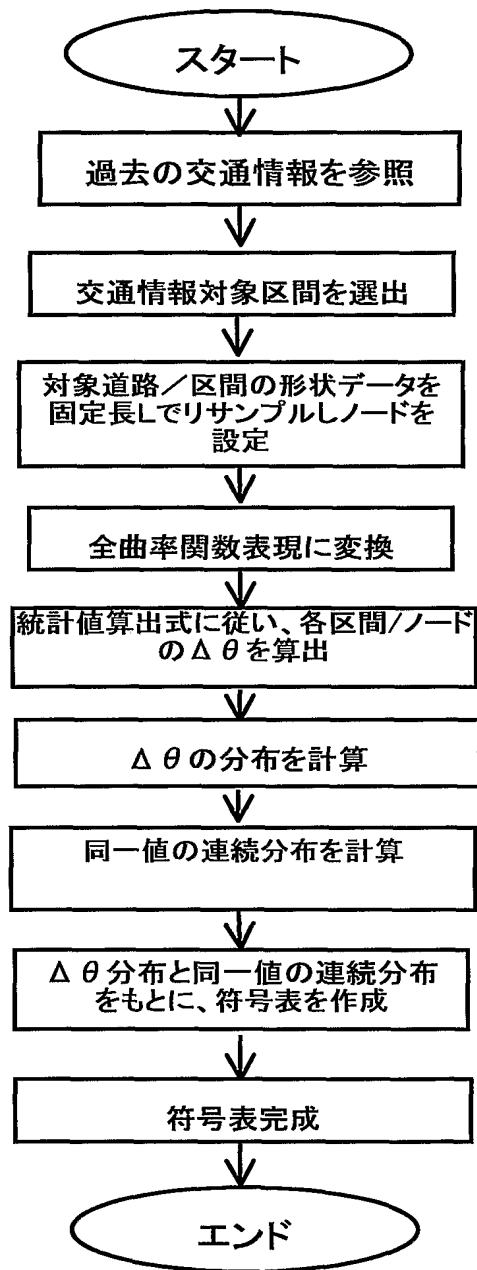 スタート
過去の交通情報を参照
交通情報対象区間を選出
対象道路／区間の形状データを
固定長Lでリサンプルしノードを
設定
全曲率関数表現に変換
統計値算出式に従い、各区間/ノード
のΔθを算出
Δθの分布を計算
同一値の連続分布を計算
Δθ分布と同一値の連続分布
をもとに、符号表を作成
符号表完成
エンド